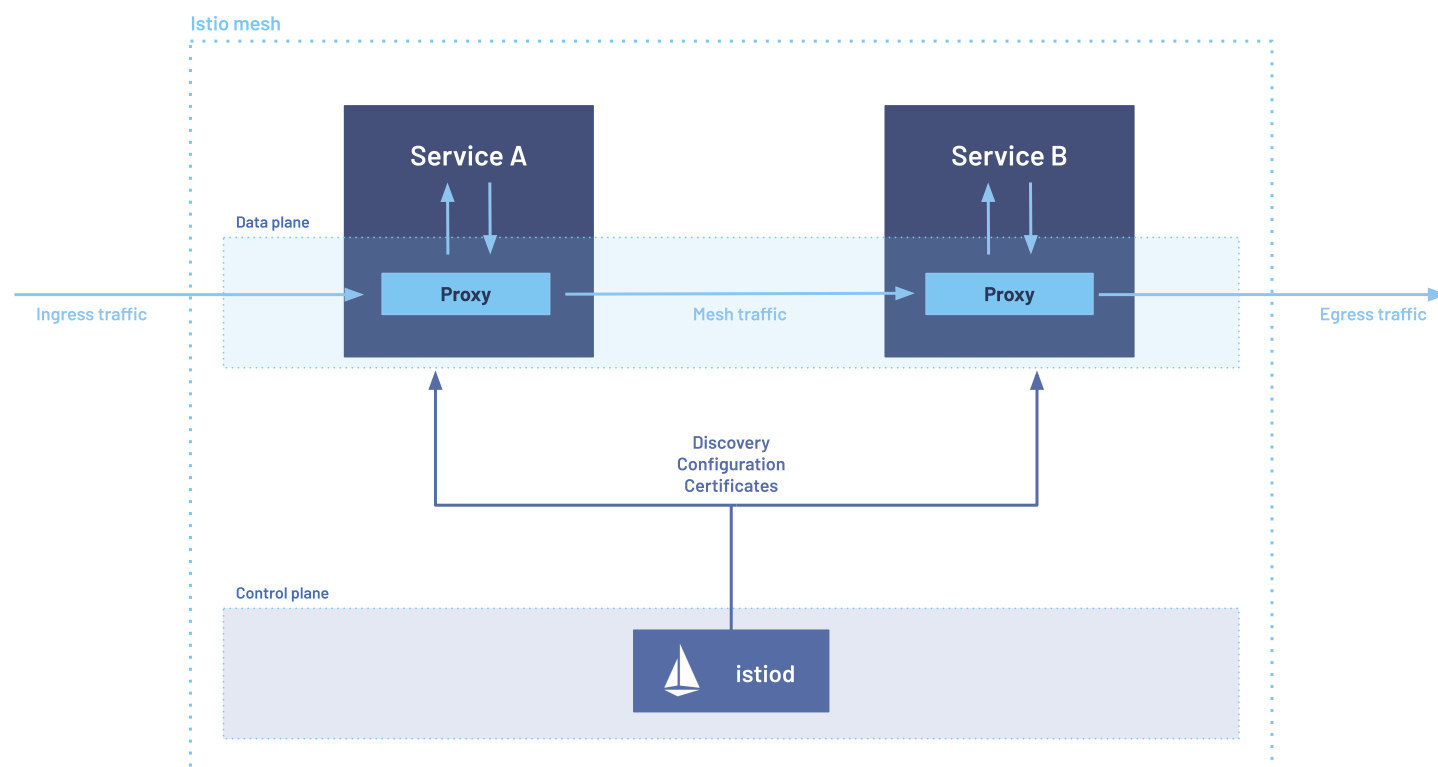 Istio mesh
Service A
Service B
Data plane
Proxy
Proxy
Ingress traffic
Mesh traffic
Egress traffic
Discovery
Configuration
Certificates
Control plane
istiod